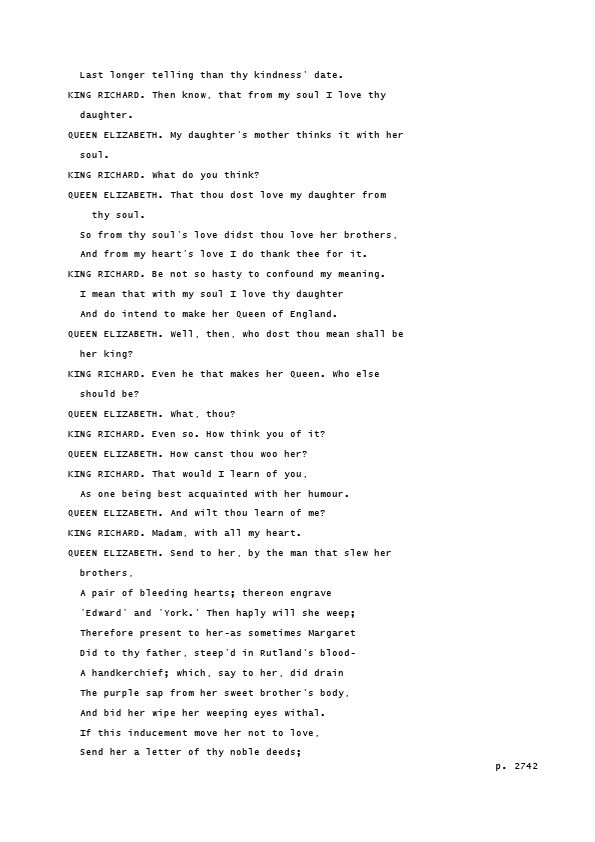 Last longer telling than thy kindness' date.
KING RICHARD. Then know, that from my soul I love thy
daughter.
QUEEN ELIZABETH. My daughter's mother thinks it with her
soul.
KING RICHARD. What do you think?
QUEEN ELIZABETH. That thou dost love my daughter from
thy soul.
So from thy soul's love didst thou love her brothers,
And from my heart's love I do thank thee for it.
KING RICHARD. Be not so hasty to confound my meaning.
I mean that with my soul I love thy daughter
And do intend to make her Queen of England.
QUEEN ELIZABETH. Well, then, who dost thou mean shall be
her king?
KING RICHARD. Even he that makes her Queen. Who else
should be?
QUEEN ELIZABETH. What, thou?
KING RICHARD. Even so. How think you of it?
QUEEN ELIZABETH. How canst thou woo her?
KING RICHARD. That would I learn of you,
As one being best acquainted with her humour.
QUEEN ELIZABETH. And wilt thou learn of me?
KING RICHARD. Madam, with all my heart.
QUEEN ELIZABETH. Send to her, by the man that slew her
brothers,
A pair of bleeding hearts; thereon engrave
'Edward' and 'York.' Then haply will she weep;
Therefore present to her-as sometimes Margaret
Did to thy father, steep'd in Rutland's blood-
A handkerchief; which, say to her, did drain
The purple sap from her sweet brother's body,
And bid her wipe her weeping eyes withal.
If this inducement move her not to love,
Send her a letter of thy noble deeds;
p. 2742